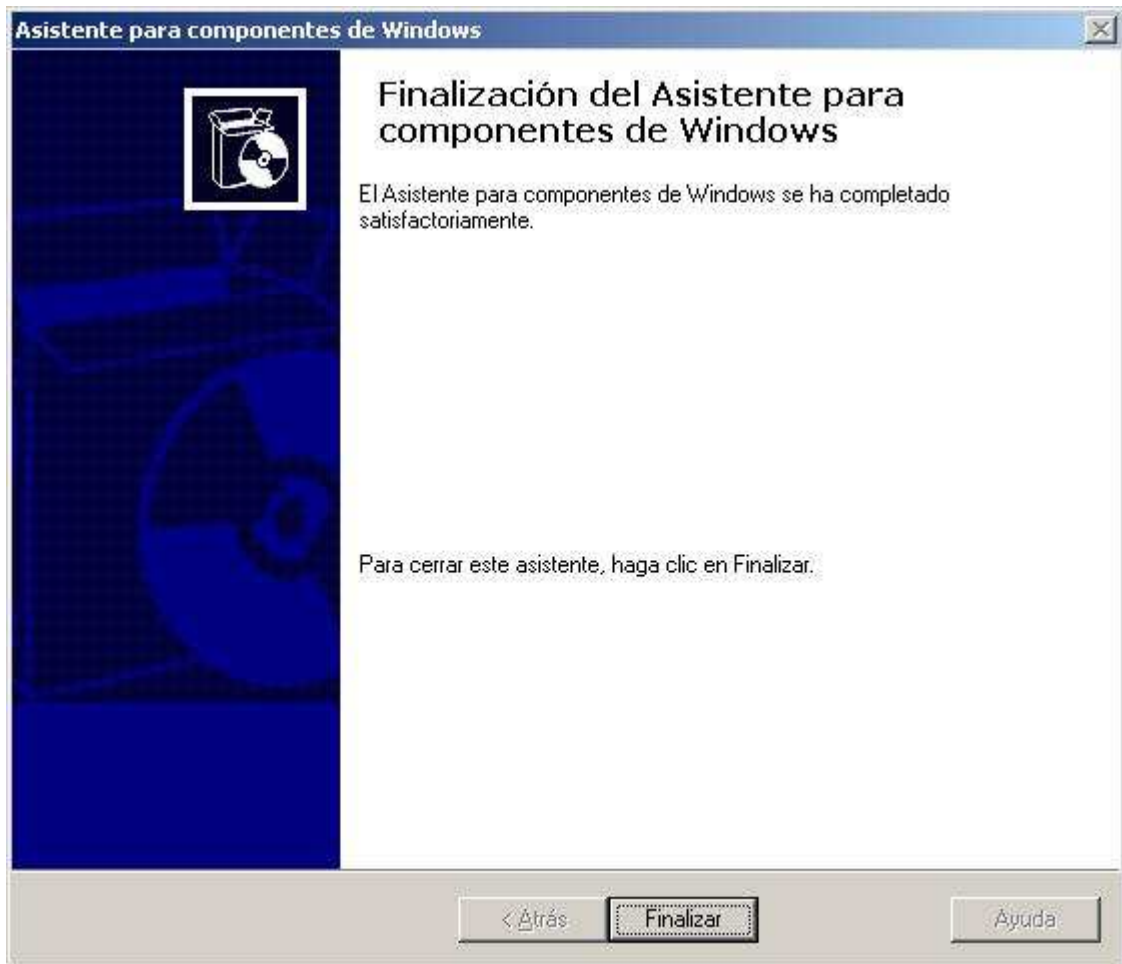 Asistente para componentes de Windows
Finalización del Asistente para
componentes de Windows
El Asistente para componentes de Windows se ha completado
satisfactoriamente.
Para cerrar este asistente, haga clic en Finalizar.
< Atrás
Finalizar
Ayuda